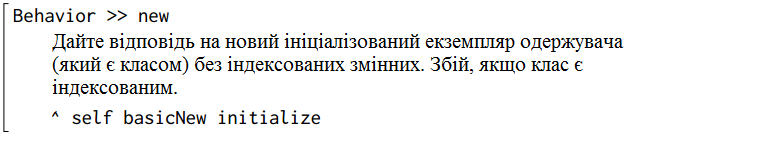 Behavior >> new
Дайте відповідь на новий ініціалізований екземпляр одержувача
(який є класом) без індексованих змінних. Збій, якщо клас є
індексованим.
^ self basicNew initialize